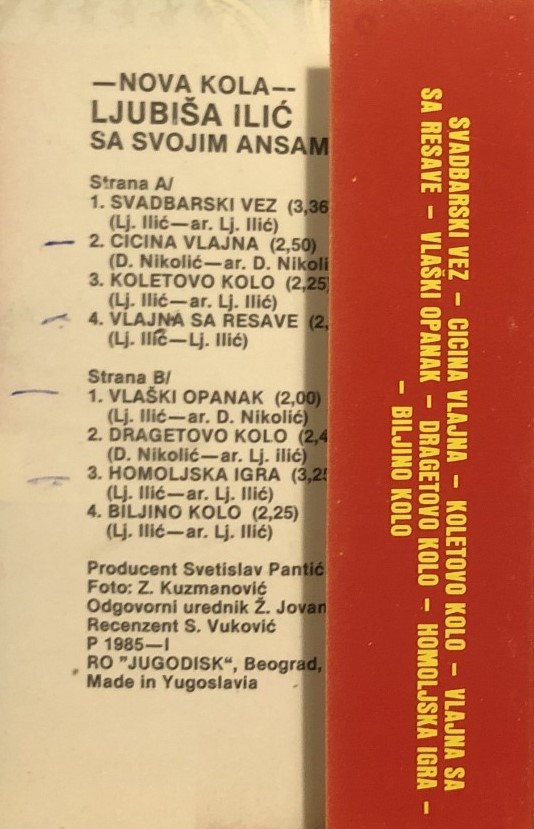 —NOVA KOLA—-
LJUBIŠA ILIĆ
SA SVOJIM ANSAM
Strana A/
1. SVADBARSKI VEZ (3,36
(Lj. Ilić—ar. Lj. Ilić)
2. CICINA VLAJNA (2,50)
(D. Nikolić—ar. D. Nikoli
3. KOLETOVO KOLO (2,25)
(Lj. Ilić—ar. Lj. Ilić)
4. VLAJNA SA RESAVE (2,
(Lj. Ilić—Lj. Ilić)
Strana B/
1. VLAŠKI OPANAK (2,00)
(Lj. Ilić—ar. D. Nikolić)
2. DRAGETOVO KOLO (2,4
(D. Nikolić—ar. Lj. ilić)
3. HOMOLJSKA IGRA (3,25
(Lj. Ilić—ar. Lj. Ilić)
4. BILJINO KOLO (2,25)
(Lj. Ilić—ar. Lj. Ilić)
Producent Svetislav Pantić
Foto: Z. Kuzmanović
Odgovorni urednik Ž. Jovan
Recenzent S. Vuković
P 1985—I
RO "JUGODISK“, Beograd,
Made in Yugoslavia
SVADBARSKI VEZ – CICINA VLAJNA – KOLETOVO KOLO – VLAJNA SA
SA RESAVE – VLAŠKI OPANAK – DRAGETOVO KOLO – HOMOLJSKA IGRA –
– BILJINO KOLO